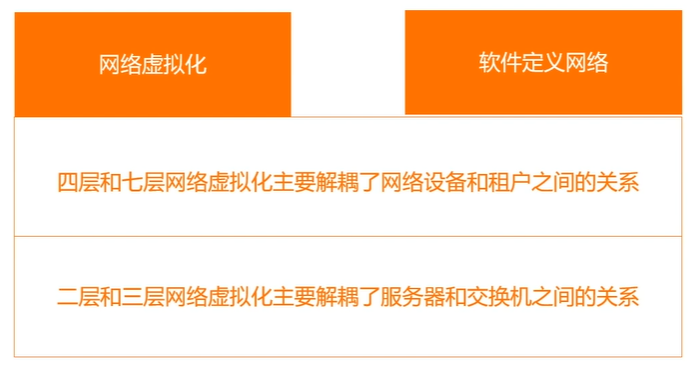 网络虚拟化
软件定义网络
四层和七层网络虚拟化主要解耦了网络设备和租户之间的关系
二层和三层网络虚拟化主要解耦了服务器和交换机之间的关系